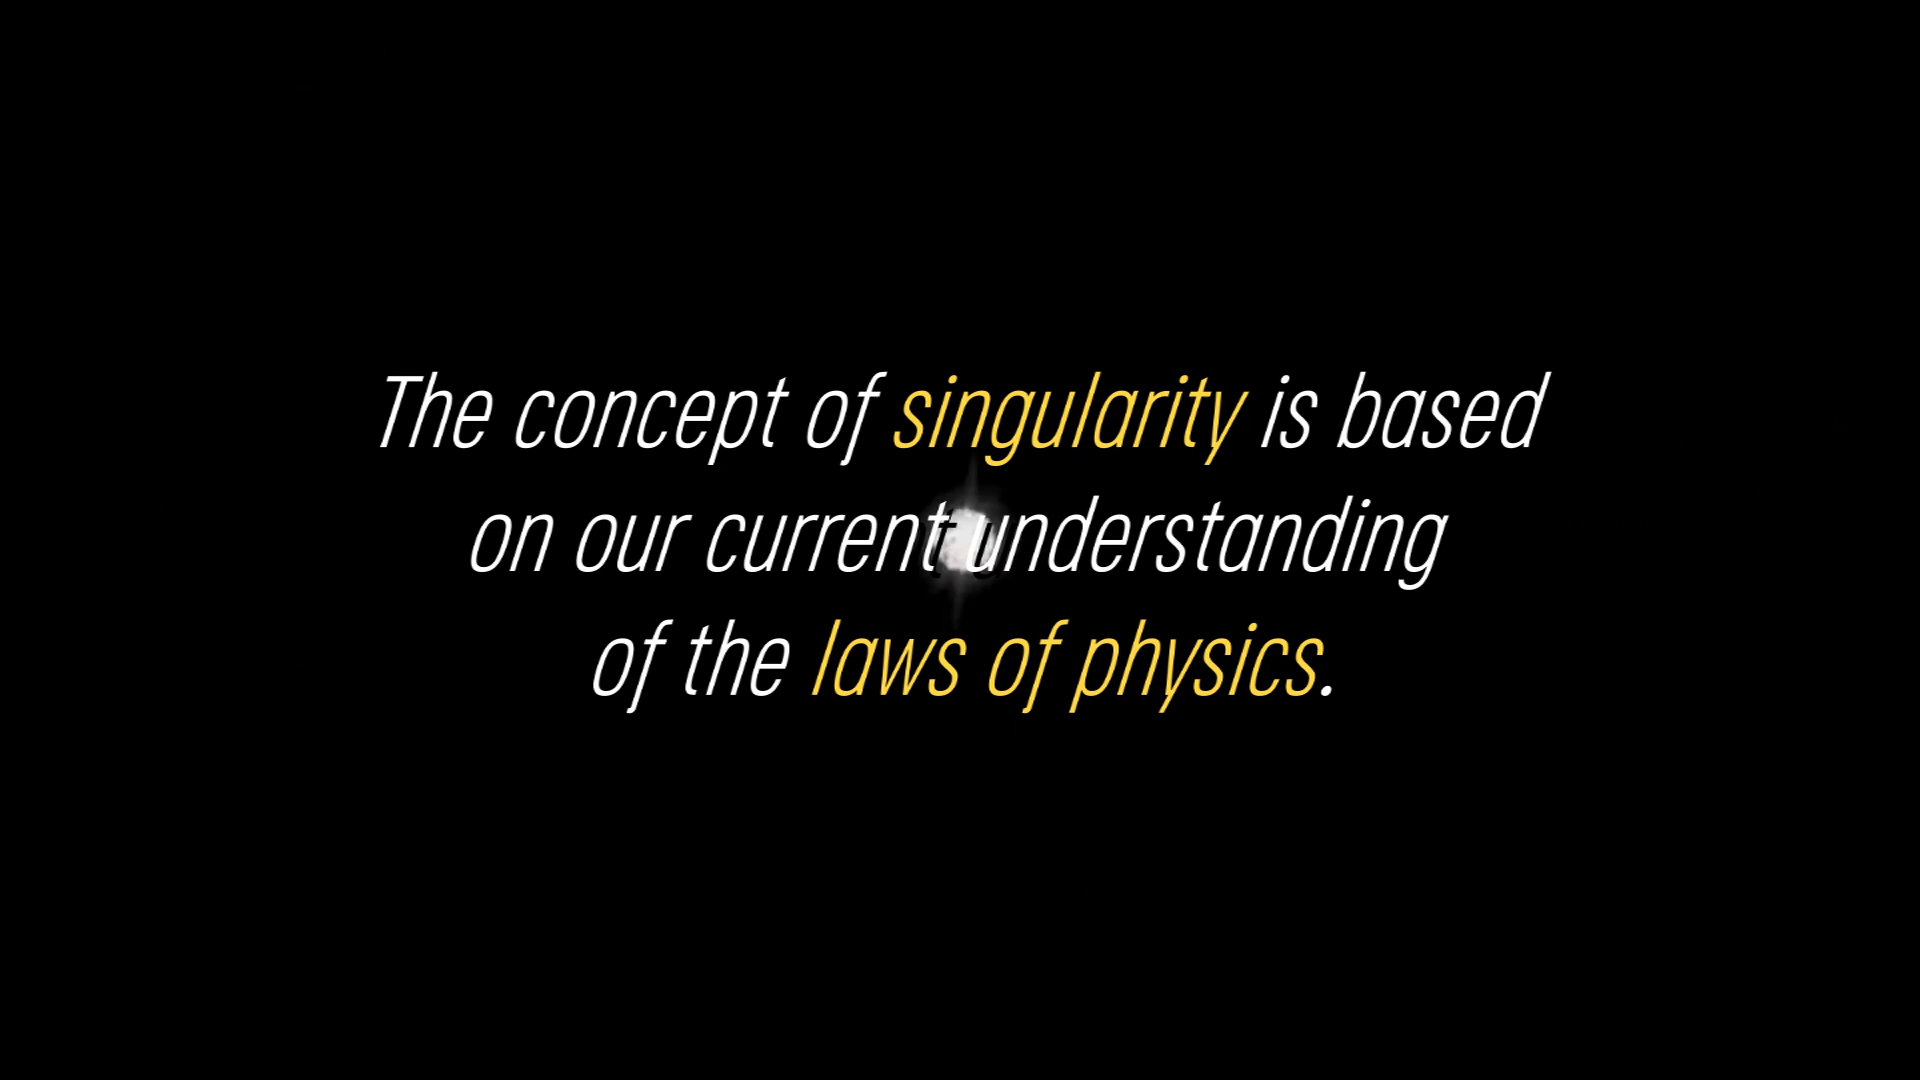 The concept of singularity is based
on our current understanding
of the laws of physics.